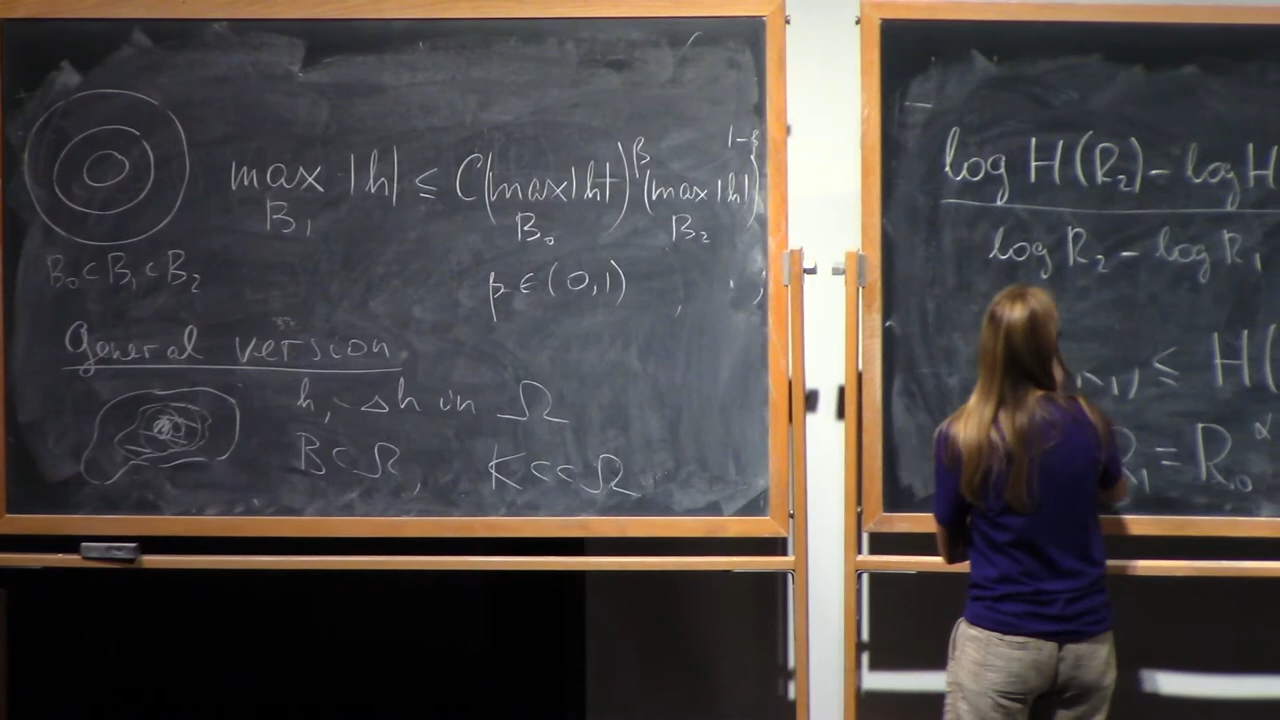 max |h| ≤ C(max|h|)^β (max|h|)^{1-β}
B₁ B₀ B₂
B₀⊂B₁⊂B₂
β ∈ (0,1)
General version
h, -Δh in Ω
B⊂Ω, K⊂⊂Ω
log H(R₂) - log H
log R₂ - log R₁
≤ H(
R₁ = R₀^α